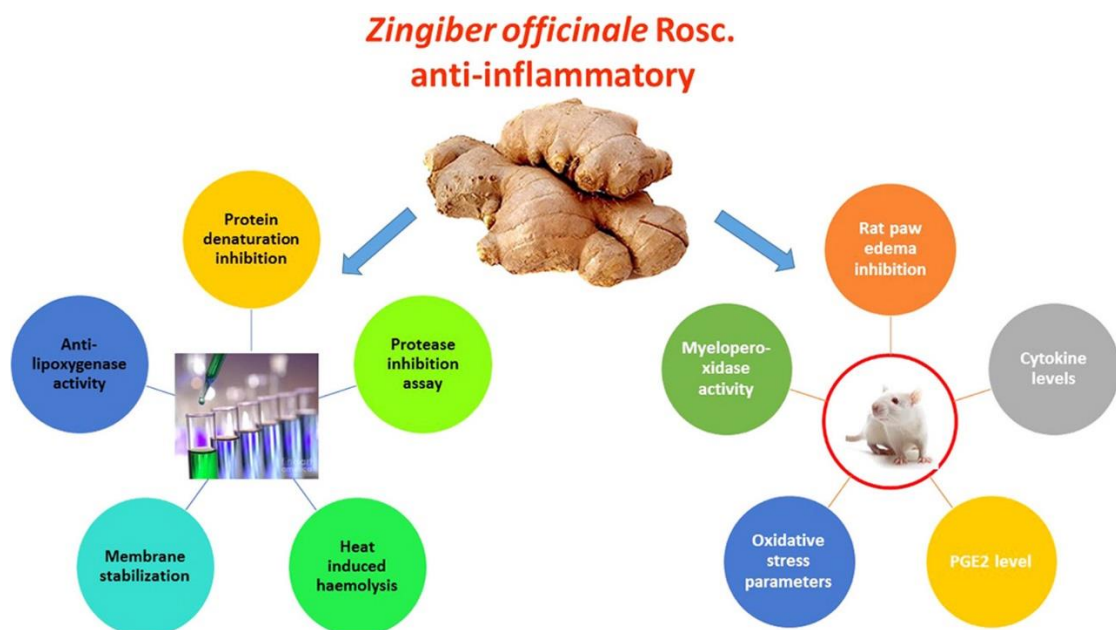 Zingiber officinale Rosc.
anti-inflammatory
Protein
denaturation
inhibition
Anti-
lipoxygenase
activity
Protease
inhibition
assay
Membrane
stabilization
Heat
induced
haemolysis
Rat paw
edema
inhibition
Myelopero-
xidase
activity
Cytokine
levels
Oxidative
stress
parameters
PGE2 level